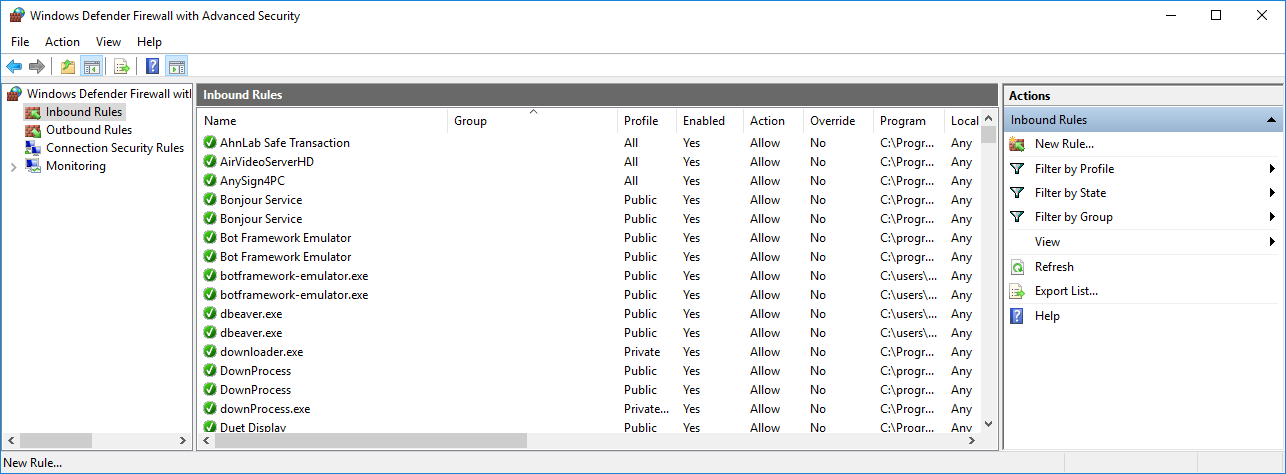 Windows Defender Firewall with Advanced Security
File Action View Help
Windows Defender Firewall with
Inbound Rules
Outbound Rules
Connection Security Rules
Monitoring
Inbound Rules
Name Group Profile Enabled Action Override Program Local
AhnLab Safe Transaction All Yes Allow No C:\Progr... Any
AirVideoServerHD All Yes Allow No C:\Progr... Any
AnySign4PC All Yes Allow No C:\Progr... Any
Bonjour Service Public Yes Allow No C:\Progr... Any
Bonjour Service Public Yes Allow No C:\Progr... Any
Bot Framework Emulator Public Yes Allow No C:\progr... Any
Bot Framework Emulator Public Yes Allow No C:\progr... Any
botframework-emulator.exe Public Yes Allow No C:\users\... Any
botframework-emulator.exe Public Yes Allow No C:\users\... Any
dbeaver.exe Public Yes Allow No C:\users\... Any
dbeaver.exe Public Yes Allow No C:\users\... Any
downloader.exe Private Yes Allow No C:\Progr... Any
DownProcess Public Yes Allow No C:\Progr... Any
DownProcess Public Yes Allow No C:\Progr... Any
downProcess.exe Private... Yes Allow No C:\Progr... Any
Duet Display Public Yes Allow No C:\Progr... Any
Actions
Inbound Rules
New Rule...
Filter by Profile
Filter by State
Filter by Group
View
Refresh
Export List...
Help
New Rule...